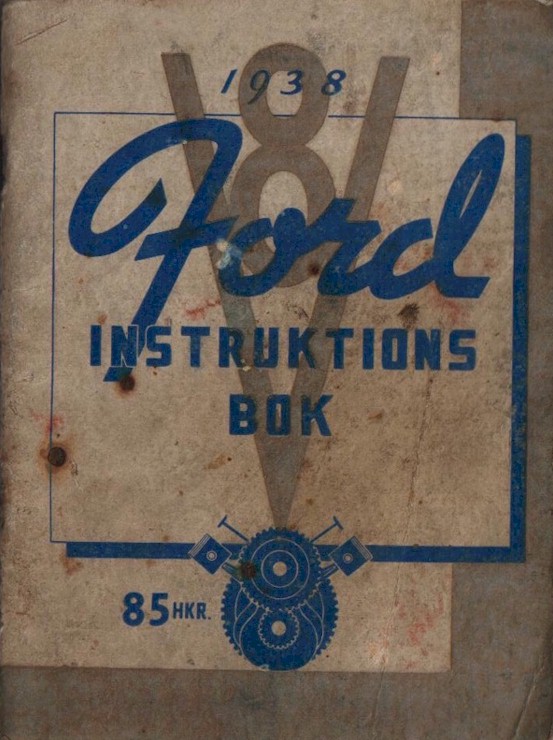 1938
V8
Ford
INSTRUKTIONS
BOK
85 HKR.